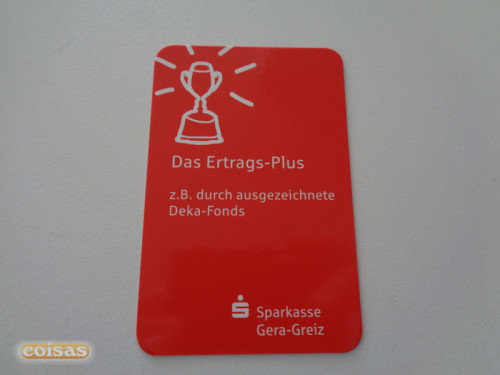 Das Ertrags-Plus
z.B. durch ausgezeichnete
Deka-Fonds
Sparkasse
Gera-Greiz
coisas